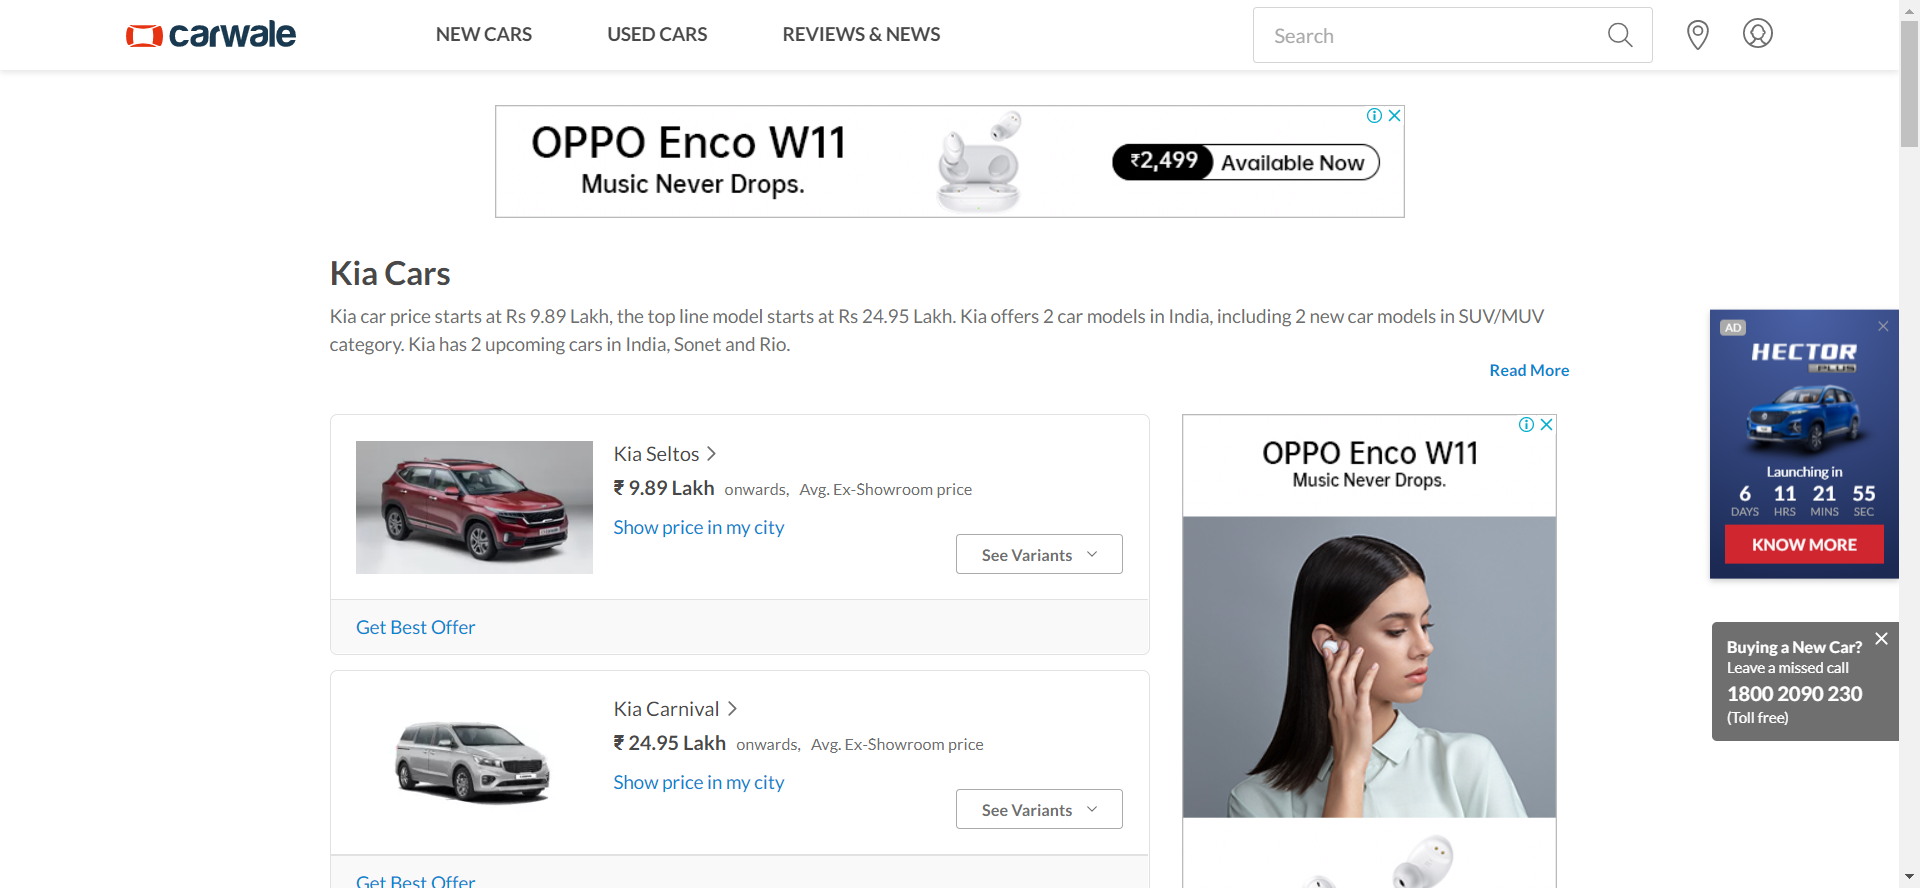 carwale
NEW CARS
USED CARS
REVIEWS & NEWS
Search
OPPO Enco W11
Music Never Drops.
₹2,499
Available Now
Kia Cars
Kia car price starts at Rs 9.89 Lakh, the top line model starts at Rs 24.95 Lakh. Kia offers 2 car models in India, including 2 new car models in SUV/MUV
category. Kia has 2 upcoming cars in India, Sonet and Rio.
Read More
Kia Seltos
₹ 9.89 Lakh onwards, Avg. Ex-Showroom price
Show price in my city
See Variants
Get Best Offer
Kia Carnival
₹ 24.95 Lakh onwards, Avg. Ex-Showroom price
Show price in my city
See Variants
Get Best Offer
OPPO Enco W11
Music Never Drops.
AD
HECTOR
PLUS
Launching in
6 11 21 55
DAYS HRS MINS SEC
KNOW MORE
Buying a New Car?
Leave a missed call
1800 2090 230
(Toll free)